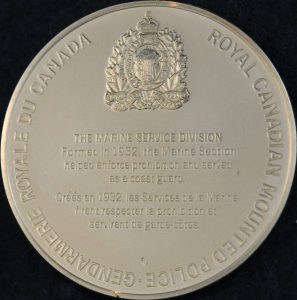 ROYAL CANADIAN MOUNTED POLICE · GENDARMERIE ROYALE DU CANADA
THE MARINE SERVICE DIVISION
Formed in 1932, the Marine Section
helped enforce prohibition and served
as a coast guard.
Créés en 1932, les Services de la Marine
firent respecter la prohibition et
servirent de garde-côtes.